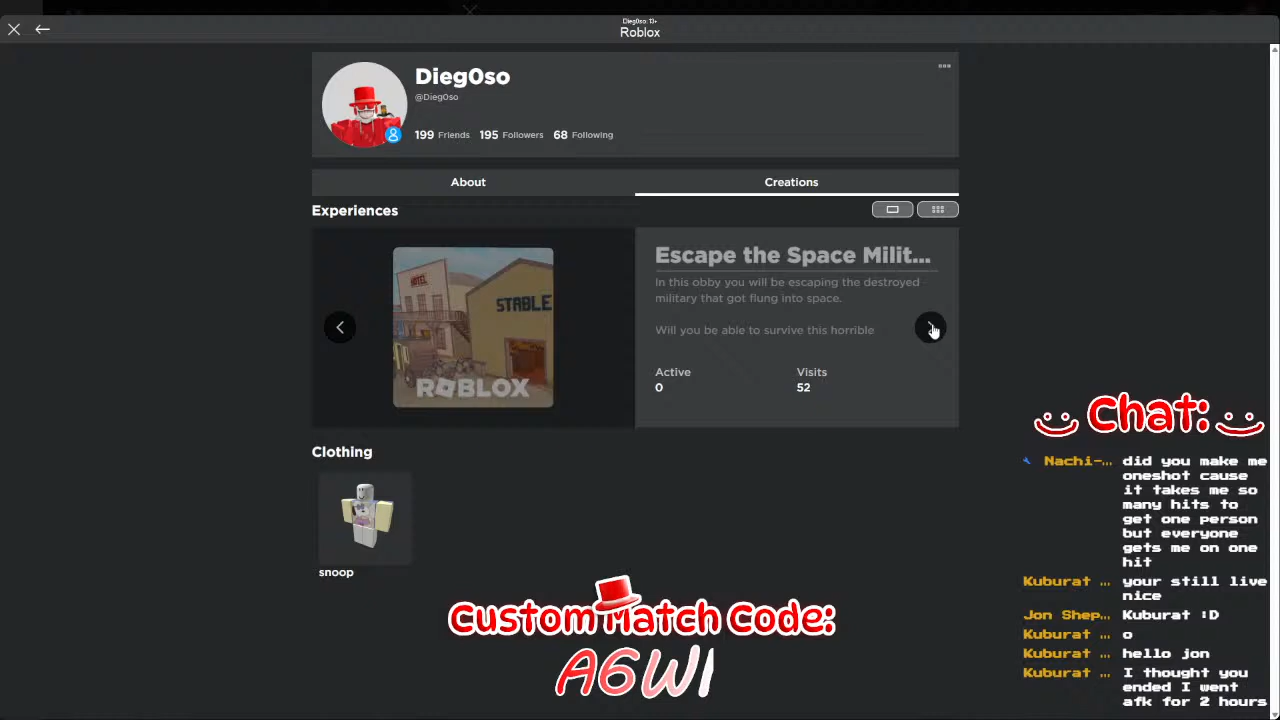 Dieg0so: 13+
Roblox
Dieg0so
@Dieg0so
199 Friends 195 Followers 68 Following
About
Creations
Experiences
HOTEL
STABLE
ROBLOX
Escape the Space Milit...
In this obby you will be escaping the destroyed
military that got flung into space.
Will you be able to survive this horrible
Active
0
Visits
52
Clothing
snoop
Custom Match Code:
A6WI
Chat:
Nachi-... did you make me
oneshot cause
it takes me so
many hits to
get one person
but everyone
gets me on one
hit
Kuburat ... your still live
nice
Jon Shep... Kuburat :D
Kuburat ... o
Kuburat ... hello jon
Kuburat ... I thought you
ended I went
afk for 2 hours